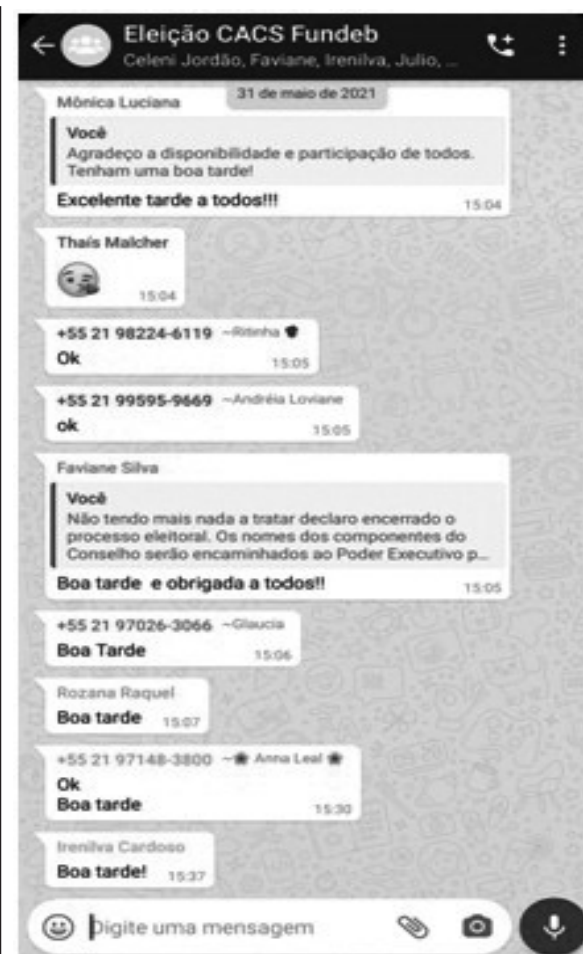 Eleição CACS Fundeb
Celeni Jordão, Faviane, Irenilva, Julio, ...
31 de maio de 2021
Mônica Luciana
Você
Agradeço a disponibilidade e participação de todos.
Tenham uma boa tarde!
Excelente tarde a todos!!!
15:04
Thaís Malcher
15:04
+55 21 98224-6119 ~Ritinha
Ok
15:05
+55 21 99595-9669 ~Andréia Loviane
ok
15:05
Faviane Silva
Você
Não tendo mais nada a tratar declaro encerrado o
processo eleitoral. Os nomes dos componentes do
Conselho serão encaminhados ao Poder Executivo p...
Boa tarde e obrigada a todos!!
15:05
+55 21 97026-3066 ~Glaucia
Boa Tarde
15:06
Rozana Raquel
Boa tarde
15:07
+55 21 97148-3800 ~ Anna Leal
Ok
Boa tarde
15:30
Irenilva Cardoso
Boa tarde!
15:37
Digite uma mensagem